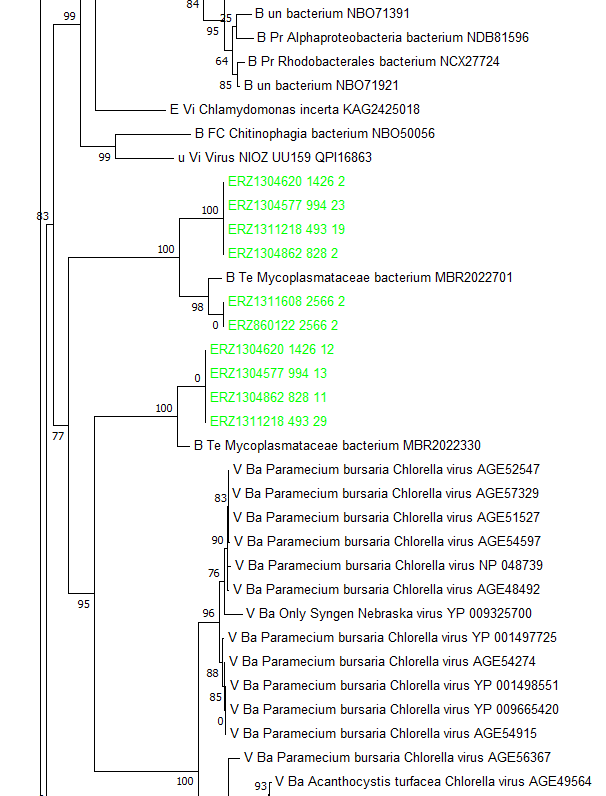 84
B un bacterium NBO71391
25
99
95
B Pr Alphaproteobacteria bacterium NDB81596
64
B Pr Rhodobacterales bacterium NCX27724
85
B un bacterium NBO71921
E Vi Chlamydomonas incerta KAG2425018
B FC Chitinophagia bacterium NBO50056
99
u Vi Virus NIOZ UU159 QPI16863
ERZ1304620 1426 2
ERZ1304577 994 23
83
100
ERZ1311218 493 19
100
ERZ1304862 828 2
B Te Mycoplasmataceae bacterium MBR2022701
98
ERZ1311608 2566 2
0
ERZ860122 2566 2
ERZ1304620 1426 12
0
ERZ1304577 994 13
ERZ1304862 828 11
100
ERZ1311218 493 29
77
B Te Mycoplasmataceae bacterium MBR2022330
V Ba Paramecium bursaria Chlorella virus AGE52547
83
V Ba Paramecium bursaria Chlorella virus AGE57329
V Ba Paramecium bursaria Chlorella virus AGE51527
90
V Ba Paramecium bursaria Chlorella virus AGE54597
V Ba Paramecium bursaria Chlorella virus NP 048739
76
V Ba Paramecium bursaria Chlorella virus AGE48492
95
96
V Ba Only Syngen Nebraska virus YP 009325700
V Ba Paramecium bursaria Chlorella virus YP 001497725
V Ba Paramecium bursaria Chlorella virus AGE54274
88
V Ba Paramecium bursaria Chlorella virus YP 001498551
85
V Ba Paramecium bursaria Chlorella virus YP 009665420
0
V Ba Paramecium bursaria Chlorella virus AGE54915
V Ba Paramecium bursaria Chlorella virus AGE56367
100
93
V Ba Acanthocystis turfacea Chlorella virus AGE49564